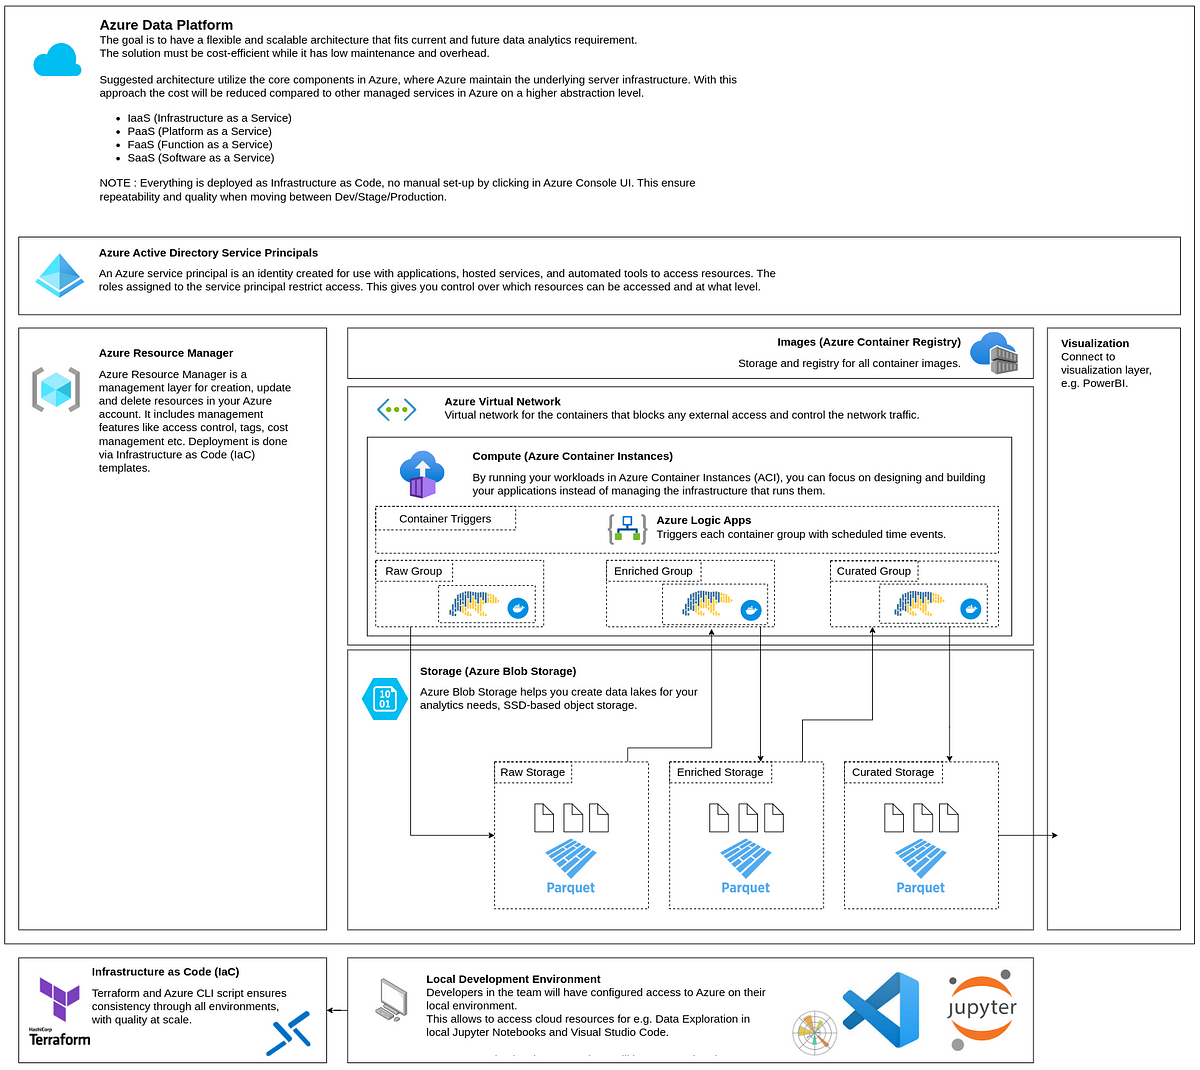 Azure Data Platform
The goal is to have a flexible and scalable architecture that fits current and future data analytics requirement.
The solution must be cost-efficient while it has low maintenance and overhead.
Suggested architecture utilize the core components in Azure, where Azure maintain the underlying server infrastructure. With this
approach the cost will be reduced compared to other managed services in Azure on a higher abstraction level.
• IaaS (Infrastructure as a Service)
• PaaS (Platform as a Service)
• FaaS (Function as a Service)
• SaaS (Software as a Service)
NOTE : Everything is deployed as Infrastructure as Code, no manual set-up by clicking in Azure Console UI. This ensure
repeatability and quality when moving between Dev/Stage/Production.
Azure Active Directory Service Principals
An Azure service principal is an identity created for use with applications, hosted services, and automated tools to access resources. The
roles assigned to the service principal restrict access. This gives you control over which resources can be accessed and at what level.
Azure Resource Manager
Azure Resource Manager is a
management layer for creation, update
and delete resources in your Azure
account. It includes management
features like access control, tags, cost
management etc. Deployment is done
via Infrastructure as Code (IaC)
templates.
Images (Azure Container Registry)
Storage and registry for all container images.
Visualization
Connect to
visualization layer,
e.g. PowerBI.
Azure Virtual Network
Virtual network for the containers that blocks any external access and control the network traffic.
Compute (Azure Container Instances)
By running your workloads in Azure Container Instances (ACI), you can focus on designing and building
your applications instead of managing the infrastructure that runs them.
Container Triggers
Azure Logic Apps
Triggers each container group with scheduled time events.
Raw Group
Enriched Group
Curated Group
Storage (Azure Blob Storage)
Azure Blob Storage helps you create data lakes for your
analytics needs, SSD-based object storage.
10
01
Raw Storage
Enriched Storage
Curated Storage
Parquet
Parquet
Parquet
Infrastructure as Code (IaC)
Terraform and Azure CLI script ensures
consistency through all environments,
with quality at scale.
HashiCorp
Terraform
Local Development Environment
Developers in the team will have configured access to Azure on their
local environment.
This allows to access cloud resources for e.g. Data Exploration in
local Jupyter Notebooks and Visual Studio Code.
jupyter